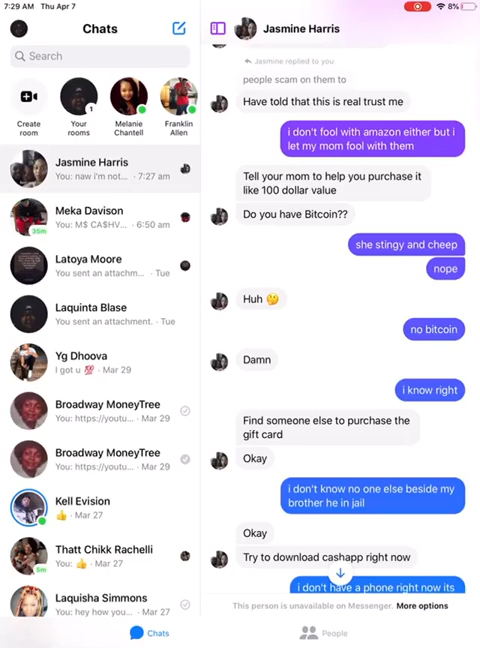 7:29 AM Thu Apr 7
8%
Chats
Jasmine Harris
Search
Create
room
1
Your
rooms
Melanie
Chantell
Franklin
Allen
Jasmine Harris
You: naw i'm not... · 7:27 am
Meka Davison
You: M$ CA$HV... · 6:50 am
36m
Latoya Moore
You sent an attachm... · Tue
Laquinta Blase
You sent an attachment. · Tue
Yg Dhoova
I got u 💯 · Mar 29
Broadway MoneyTree
You: https://youtu... · Mar 29
Broadway MoneyTree
You: https://youtu... · Mar 29
Kell Evision
👍 · Mar 27
Thatt Chikk Rachelli
You: 👍 · Mar 27
5m
Laquisha Simmons
You: hey how you... · Mar 27
Chats
People
Jasmine replied to you
people scam on them to
Have told that this is real trust me
i don't fool with amazon either but i
let my mom fool with them
Tell your mom to help you purchase it
like 100 dollar value
Do you have Bitcoin??
she stingy and cheep
nope
Huh 🤔
no bitcoin
Damn
i know right
Find someone else to purchase the
gift card
Okay
i don't know no one else beside my
brother he in jail
Okay
Try to download cashapp right now
i don't have a phone right now its
This person is unavailable on Messenger. More options